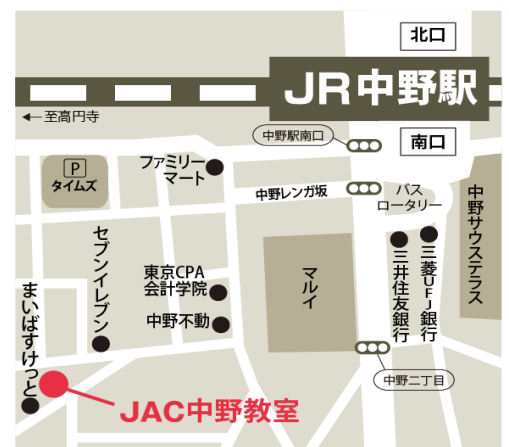 北口
JR中野駅
←至高円寺
中野駅南口
南口
P
タイムズ
ファミリー
マート
中野レンガ坂
バス
ロータリー
中野サウステラス
セブンイレブン
東京CPA
会計学院
中野不動
マルイ
三井住友銀行
三菱UFJ銀行
まいばすけっと
中野二丁目
JAC中野教室